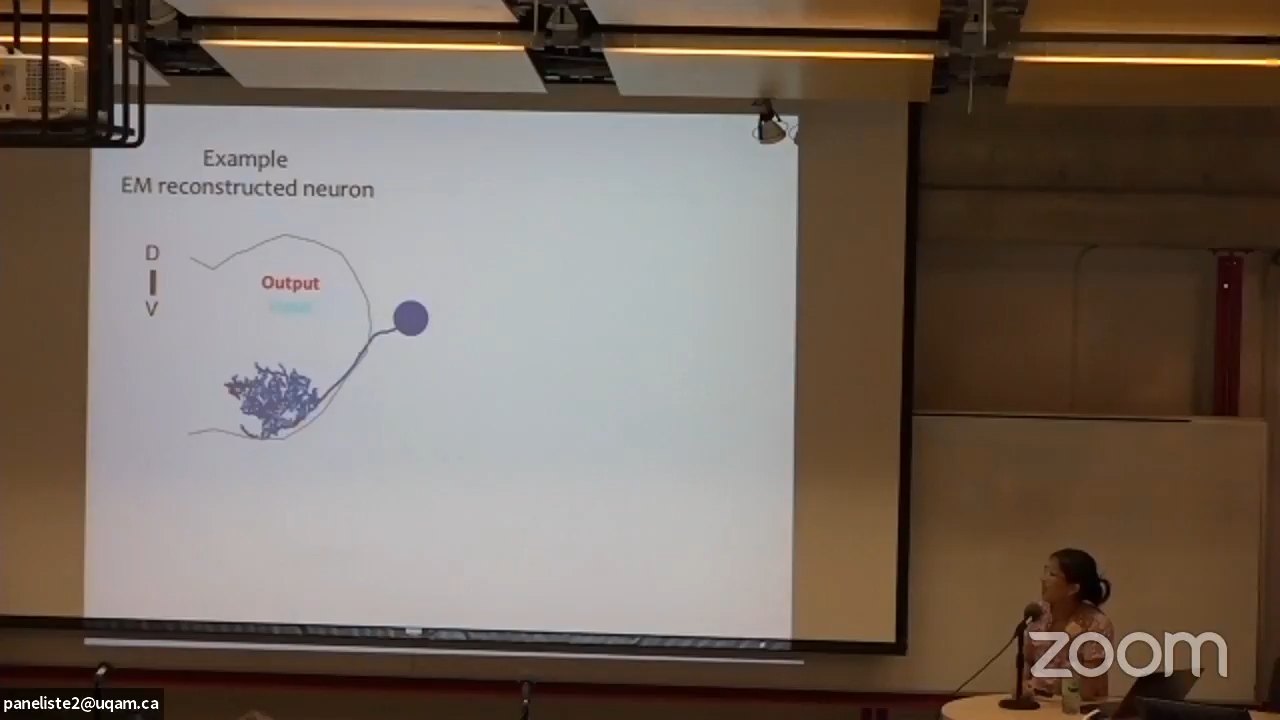 Example
EM reconstructed neuron
D
V
Output
zoom
paneliste2@uqam.ca